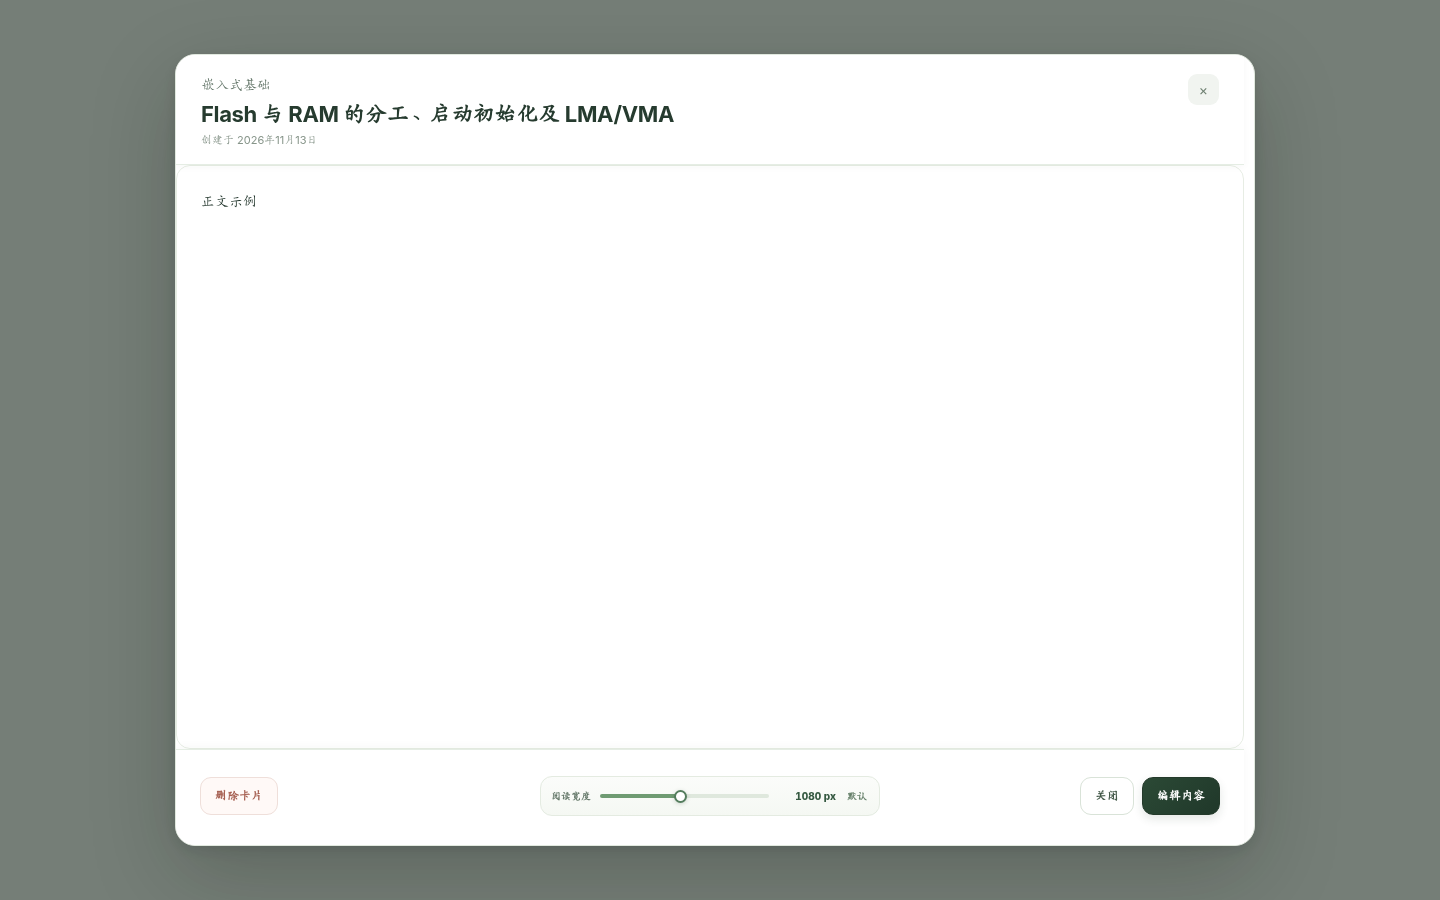 嵌入式基础
Flash 与 RAM 的分工、启动初始化及 LMA/VMA
创建于 2026年11月13日
×
正文示例
删除卡片
阅读宽度
1080 px
默认
关闭
编辑内容